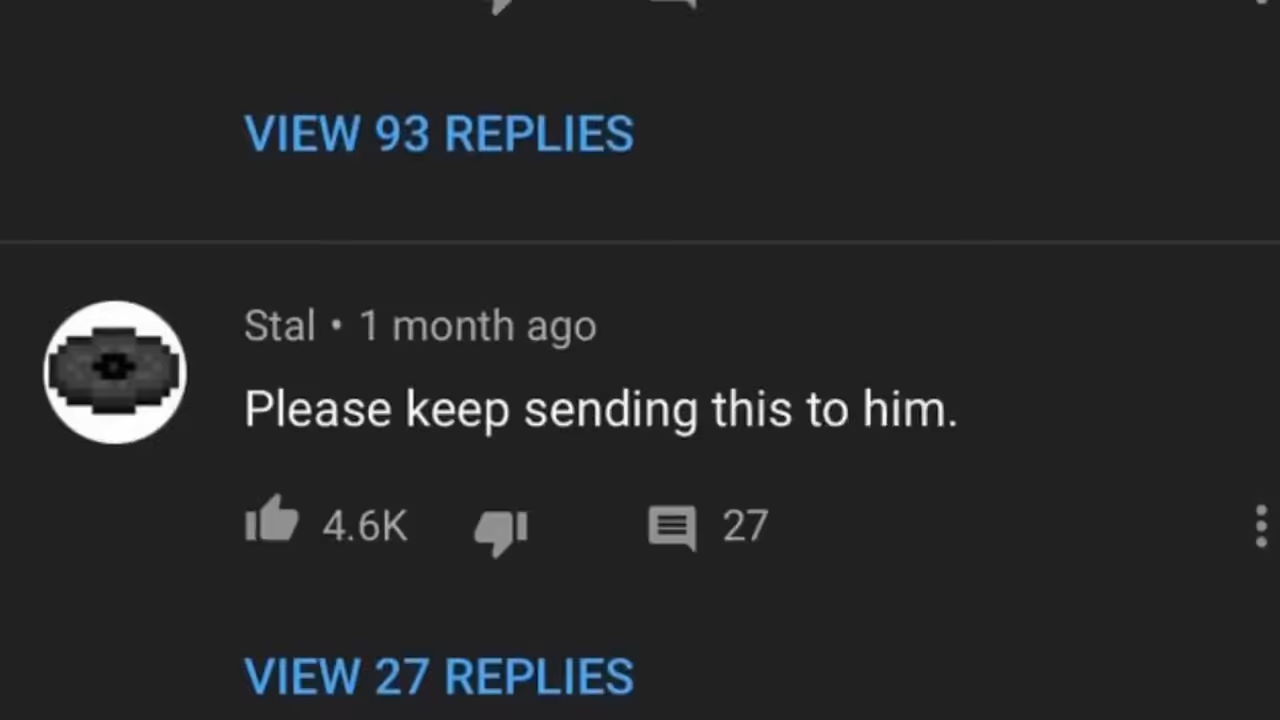 VIEW 93 REPLIES
Stal • 1 month ago
Please keep sending this to him.
4.6K 27
VIEW 27 REPLIES